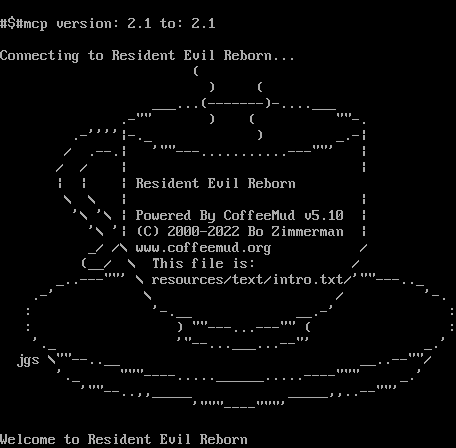 #$#mcp version: 2.1 to: 2.1
Connecting to Resident Evil Reborn...
Resident Evil Reborn
Powered By CoffeeMud v5.10
(C) 2000-2022 Bo Zimmerman
www.coffeemud.org
This file is:
resources/text/intro.txt/
jgs
Welcome to Resident Evil Reborn